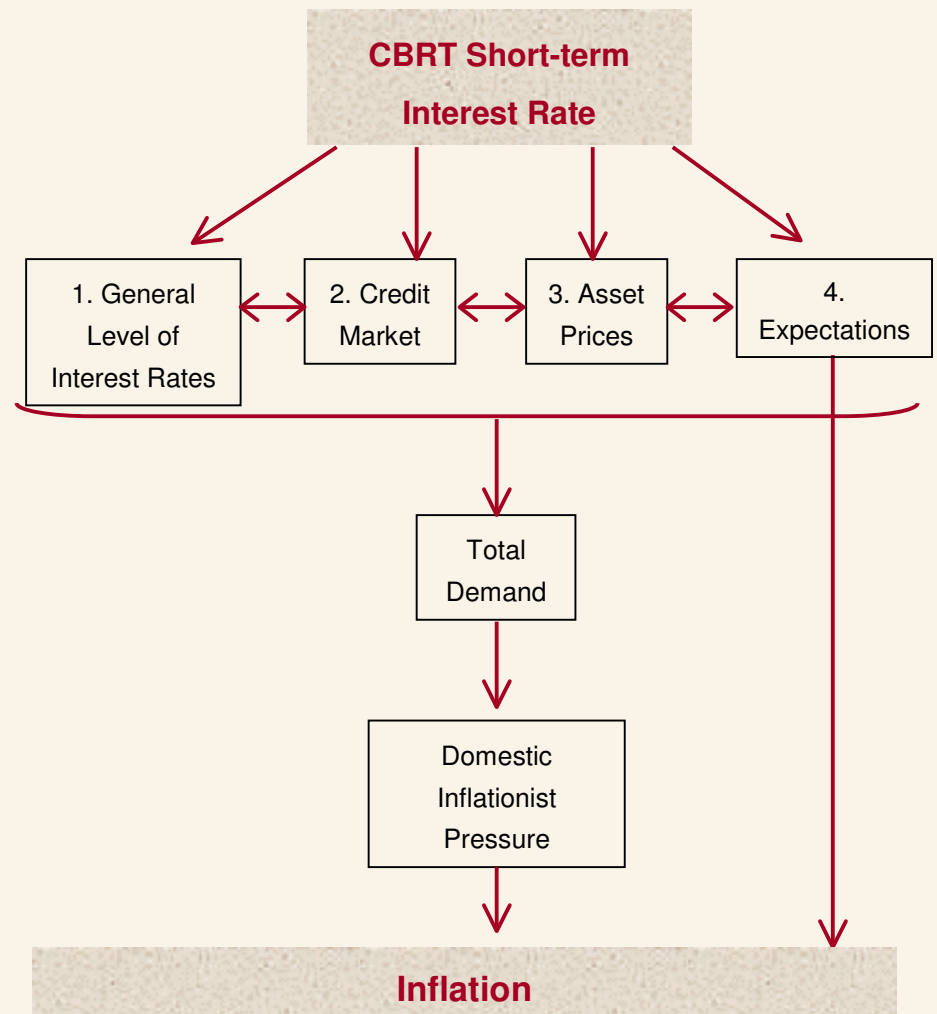 CBRT Short-term
Interest Rate
1. General
Level of
Interest Rates
2. Credit
Market
3. Asset
Prices
4.
Expectations
Total
Demand
Domestic
Inflationist
Pressure
Inflation